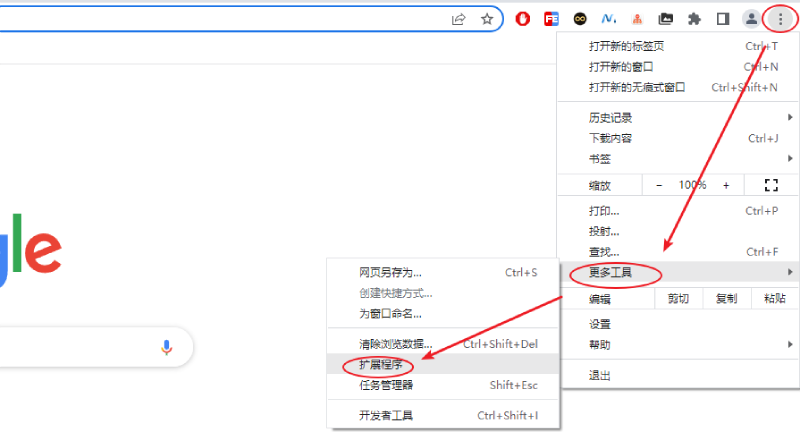 打开新的标签页 Ctrl+T
打开新的窗口 Ctrl+N
打开新的无痕式窗口 Ctrl+Shift+N
历史记录
下载内容 Ctrl+J
书签
缩放 − 100% +
打印... Ctrl+P
投射...
查找... Ctrl+F
更多工具
编辑 剪切 复制 粘贴
设置
帮助
退出
gle
网页另存为... Ctrl+S
创建快捷方式...
为窗口命名...
清除浏览数据... Ctrl+Shift+Del
扩展程序
任务管理器 Shift+Esc
开发者工具 Ctrl+Shift+I